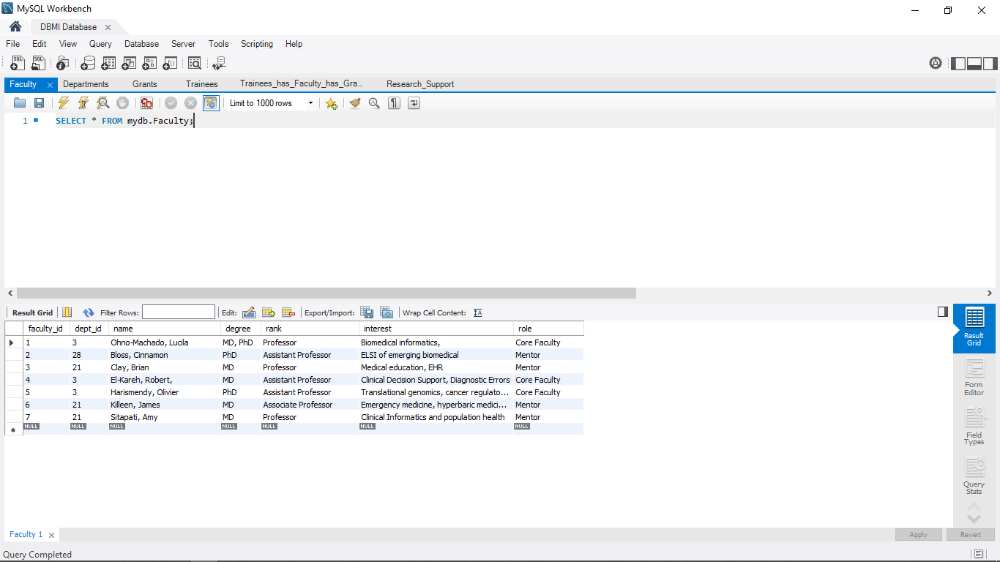 MySQL Workbench
DBMI Database
File Edit View Query Database Server Tools Scripting Help
SQL SQL
Faculty Departments Grants Trainees Trainees_has_Faculty_has_Gra... Research_Support
Limit to 1000 rows
1 SELECT * FROM mydb.Faculty;
Result Grid Filter Rows: Edit: Export/Import: Wrap Cell Content: IA
faculty_id dept_id name degree rank interest role
1 3 Ohno-Machado, Lucila MD, PhD Professor Biomedical informatics, Core Faculty
2 28 Bloss, Cinnamon PhD Assistant Professor ELSI of emerging biomedical Mentor
3 21 Clay, Brian MD Professor Medical education, EHR Mentor
4 3 El-Kareh, Robert, MD Assistant Professor Clinical Decision Support, Diagnostic Errors Core Faculty
5 3 Harismendy, Olivier PhD Assistant Professor Translational genomics, cancer regulato... Core Faculty
6 21 Killeen, James MD Associate Professor Emergency medicine, hyperbaric medici... Mentor
7 21 Sitapati, Amy MD Professor Clinical Informatics and population health Mentor
NULL NULL NULL NULL NULL NULL NULL
Result
Grid
Form
Editor
Field
Types
Query
Stats
Faculty 1
Apply Revert
Query Completed